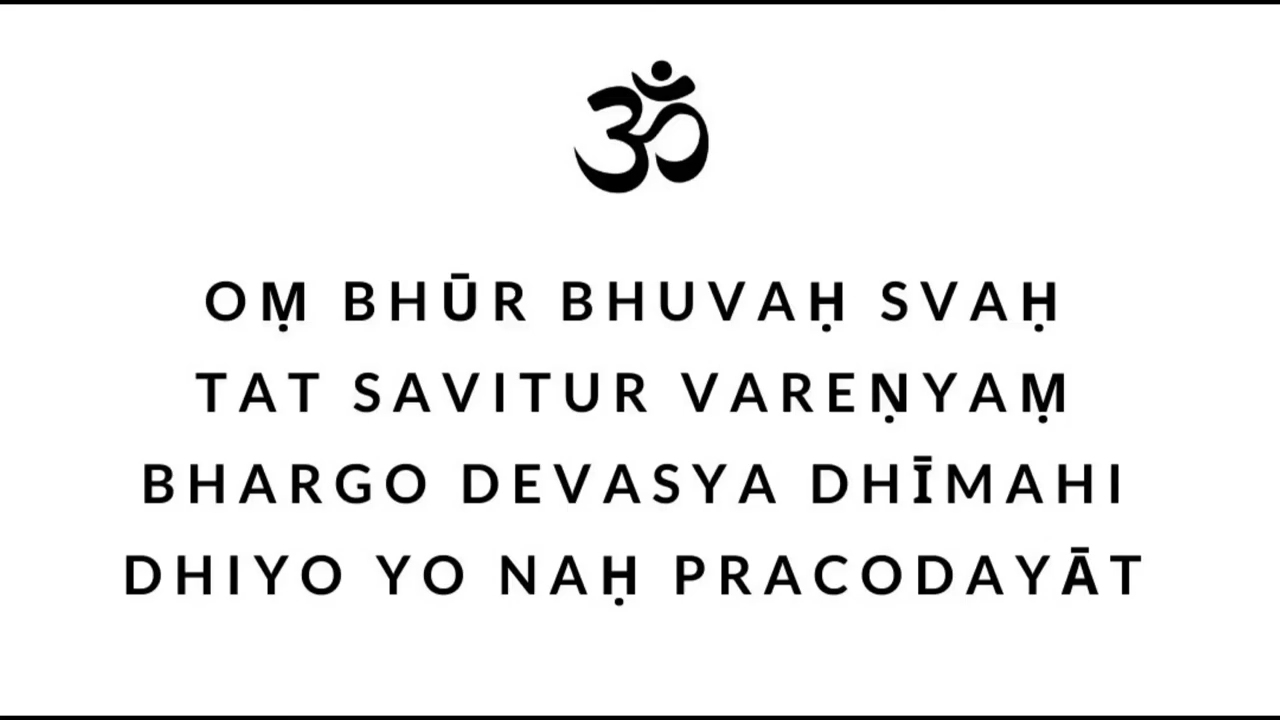 ॐ
OṂ BHŪR BHUVAḤ SVAḤ
TAT SAVITUR VAREṆYAṂ
BHARGO DEVASYA DHĪMAHI
DHIYO YO NAḤ PRACODAYĀT